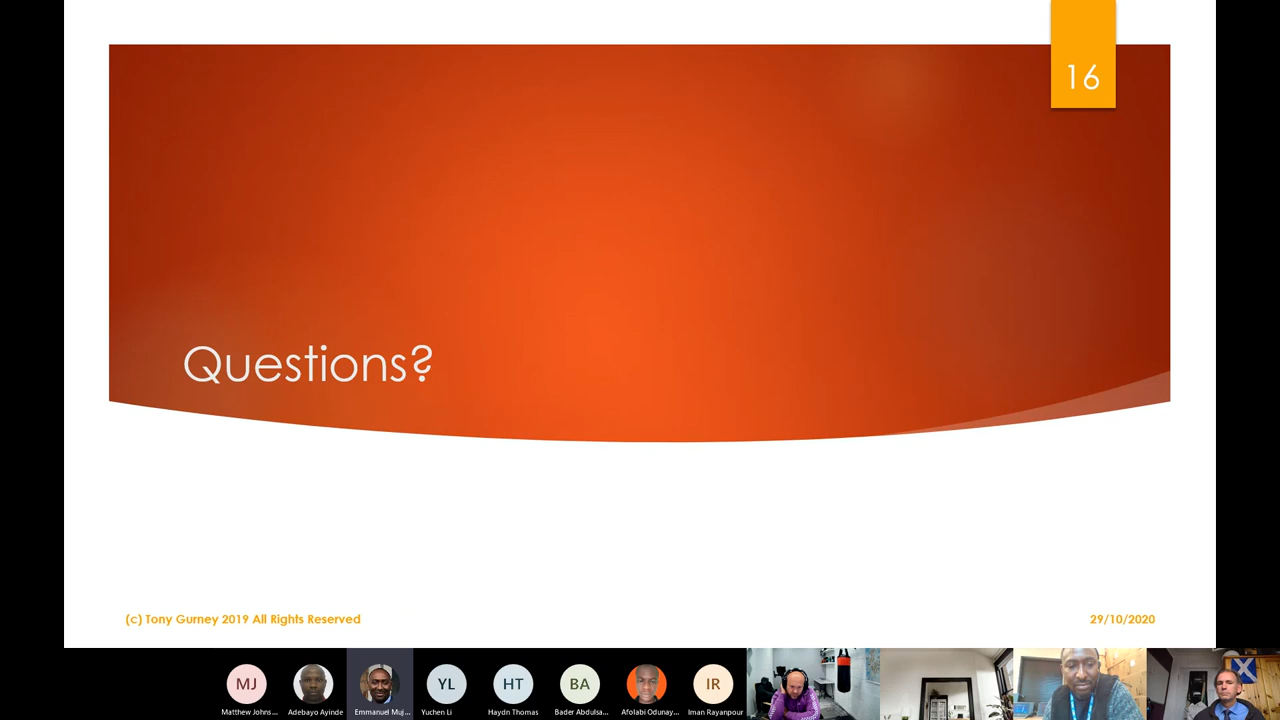 16
Questions?
(c) Tony Gurney 2019 All Rights Reserved
29/10/2020
MJ
YL
HT
BA
IR
Matthew Johns...
Adebayo Ayinde
Emmanuel Muj...
Yuchen Li
Haydn Thomas
Bader Abdulsa...
Afolabi Odunay...
Iman Rayanpour